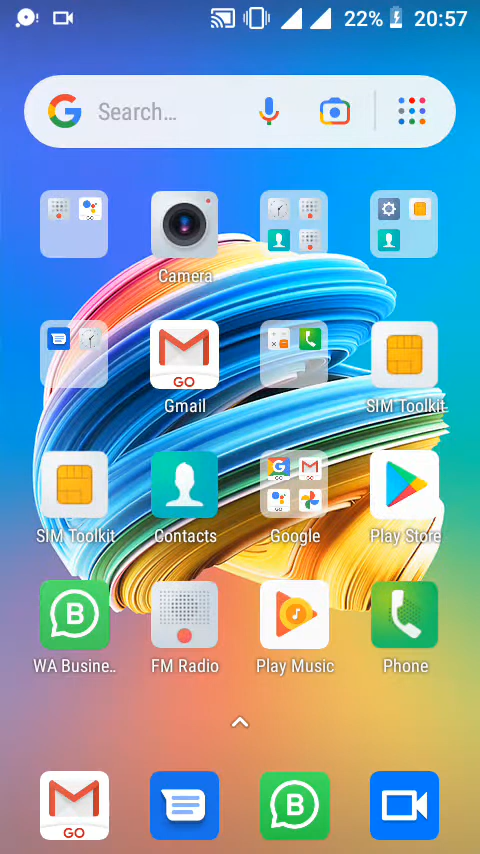 22% 20:57
Search...
Camera
GO
Gmail
SIM Toolkit
SIM Toolkit
Contacts
Google
Play Store
B
WA Busine..
FM Radio
Play Music
Phone
GO
B